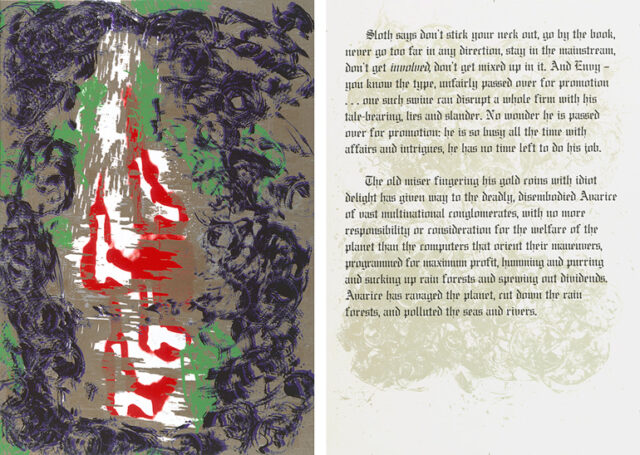 Sloth says don't stick your neck out, go by the book,
never go too far in any direction, stay in the mainstream,
don't get involved, don't get mixed up in it. And Envy –
you know the type, unfairly passed over for promotion
. . . one such swine can disrupt a whole firm with his
tale-bearing, lies and slander. No wonder he is passed
over for promotion: he is so busy all the time with
affairs and intrigues, he has no time left to do his job.
The old miser fingering his gold coins with idiot
delight has given way to the deadly, disembodied Avarice
of vast multinational conglomerates, with no more
responsibility or consideration for the welfare of the
planet than the computers that orient their maneuvers,
programmed for maximum profit, humming and purring
and sucking up rain forests and spewing out dividends.
Avarice has ravaged the planet, cut down the rain
forests, and polluted the seas and rivers.